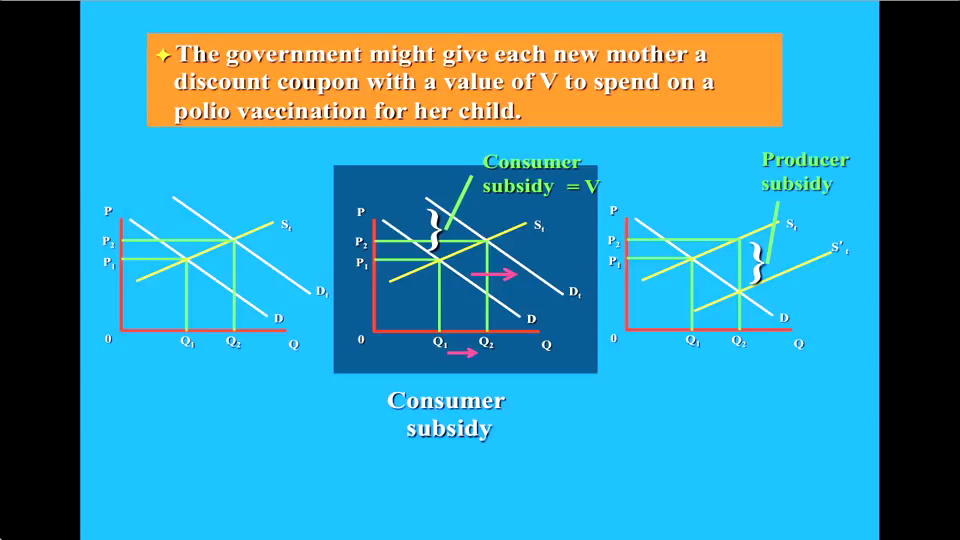 The government might give each new mother a
discount coupon with a value of V to spend on a
polio vaccination for her child.
Consumer
subsidy = V
Producer
subsidy
P
P2
P1
0
Q1
Q2
Q
St
Dt
D
P
P2
P1
0
Q1
Q2
Q
St
Dt
D
P
P2
P1
0
Q1
Q2
Q
St
S't
D
Consumer
subsidy